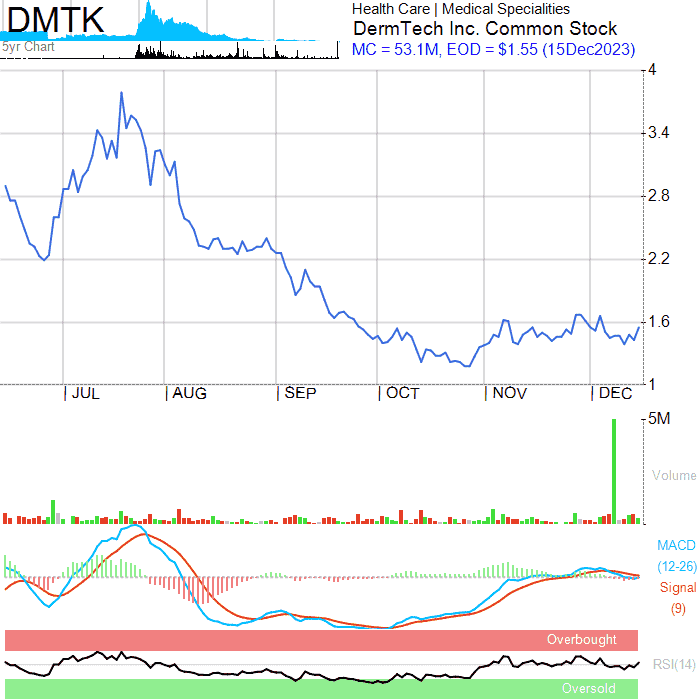 DMTK
5yr Chart
Health Care | Medical Specialities
DermTech Inc. Common Stock
MC = 53.1M, EOD = $1.55 (15Dec2023)
4
3.4
2.8
2.2
1.6
1
| JUL | AUG | SEP | OCT | NOV | DEC
5M
Volume
MACD
(12-26)
Signal
(9)
Overbought
RSI(14)
Oversold